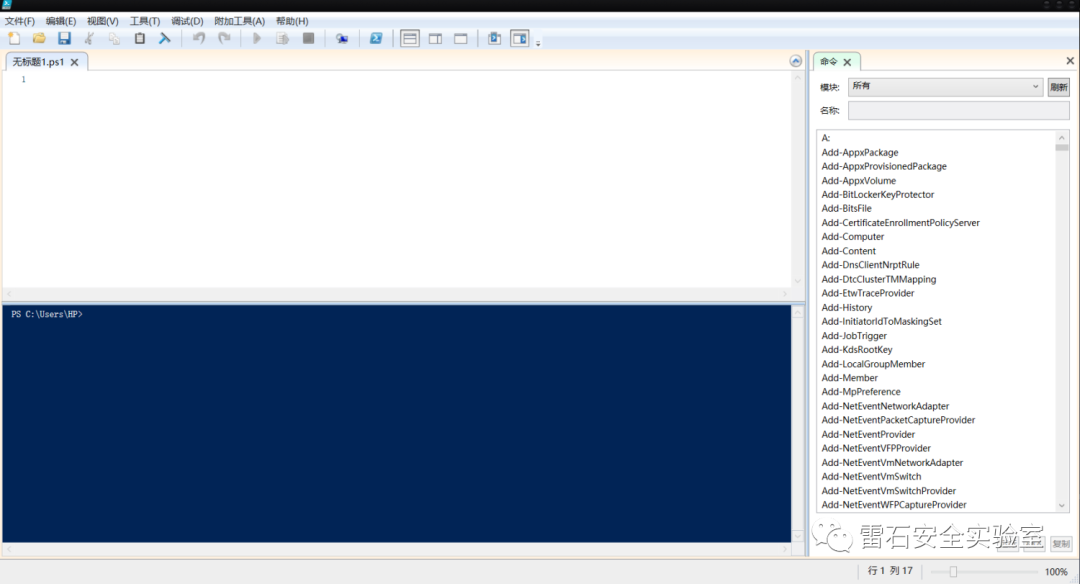 文件(F) 编辑(E) 视图(V) 工具(T) 调试(D) 附加工具(A) 帮助(H)
无标题1.ps1
1
PS C:\Users\HP>
命令
模块: 所有 刷新
名称:
A:
Add-AppxPackage
Add-AppxProvisionedPackage
Add-AppxVolume
Add-BitLockerKeyProtector
Add-BitsFile
Add-CertificateEnrollmentPolicyServer
Add-Computer
Add-Content
Add-DnsClientNrptRule
Add-DtcClusterTMMapping
Add-EtwTraceProvider
Add-History
Add-InitiatorIdToMaskingSet
Add-JobTrigger
Add-KdsRootKey
Add-LocalGroupMember
Add-Member
Add-MpPreference
Add-NetEventNetworkAdapter
Add-NetEventPacketCaptureProvider
Add-NetEventProvider
Add-NetEventVFPProvider
Add-NetEventVmNetworkAdapter
Add-NetEventVmSwitch
Add-NetEventVmSwitchProvider
Add-NetEventWFPCaptureProvider
雷石安全实验室
复制
行 1 列 17 100%